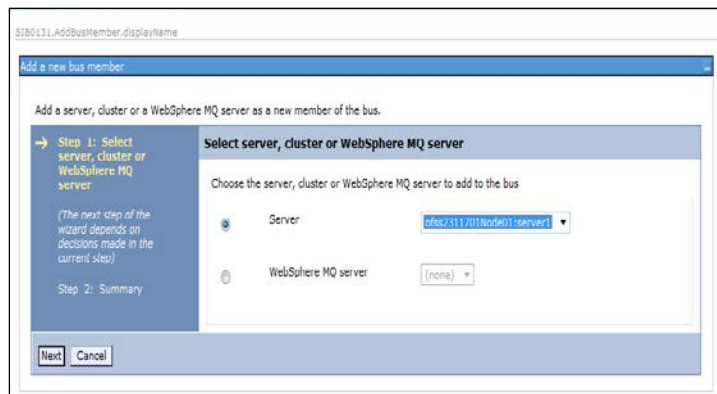 SIB0131.AddBusMember.displayName
Add a new bus member
Add a server, cluster or a WebSphere MQ server as a new member of the bus.
Step 1: Select
server, cluster or
WebSphere MQ
server
(The next step of the
wizard depends on
decisions made in the
current step)
Step 2: Summary
Select server, cluster or WebSphere MQ server
Choose the server, cluster or WebSphere MQ server to add to the bus
Server
ofss2311701Node01:server1
WebSphere MQ server
(none)
Next
Cancel